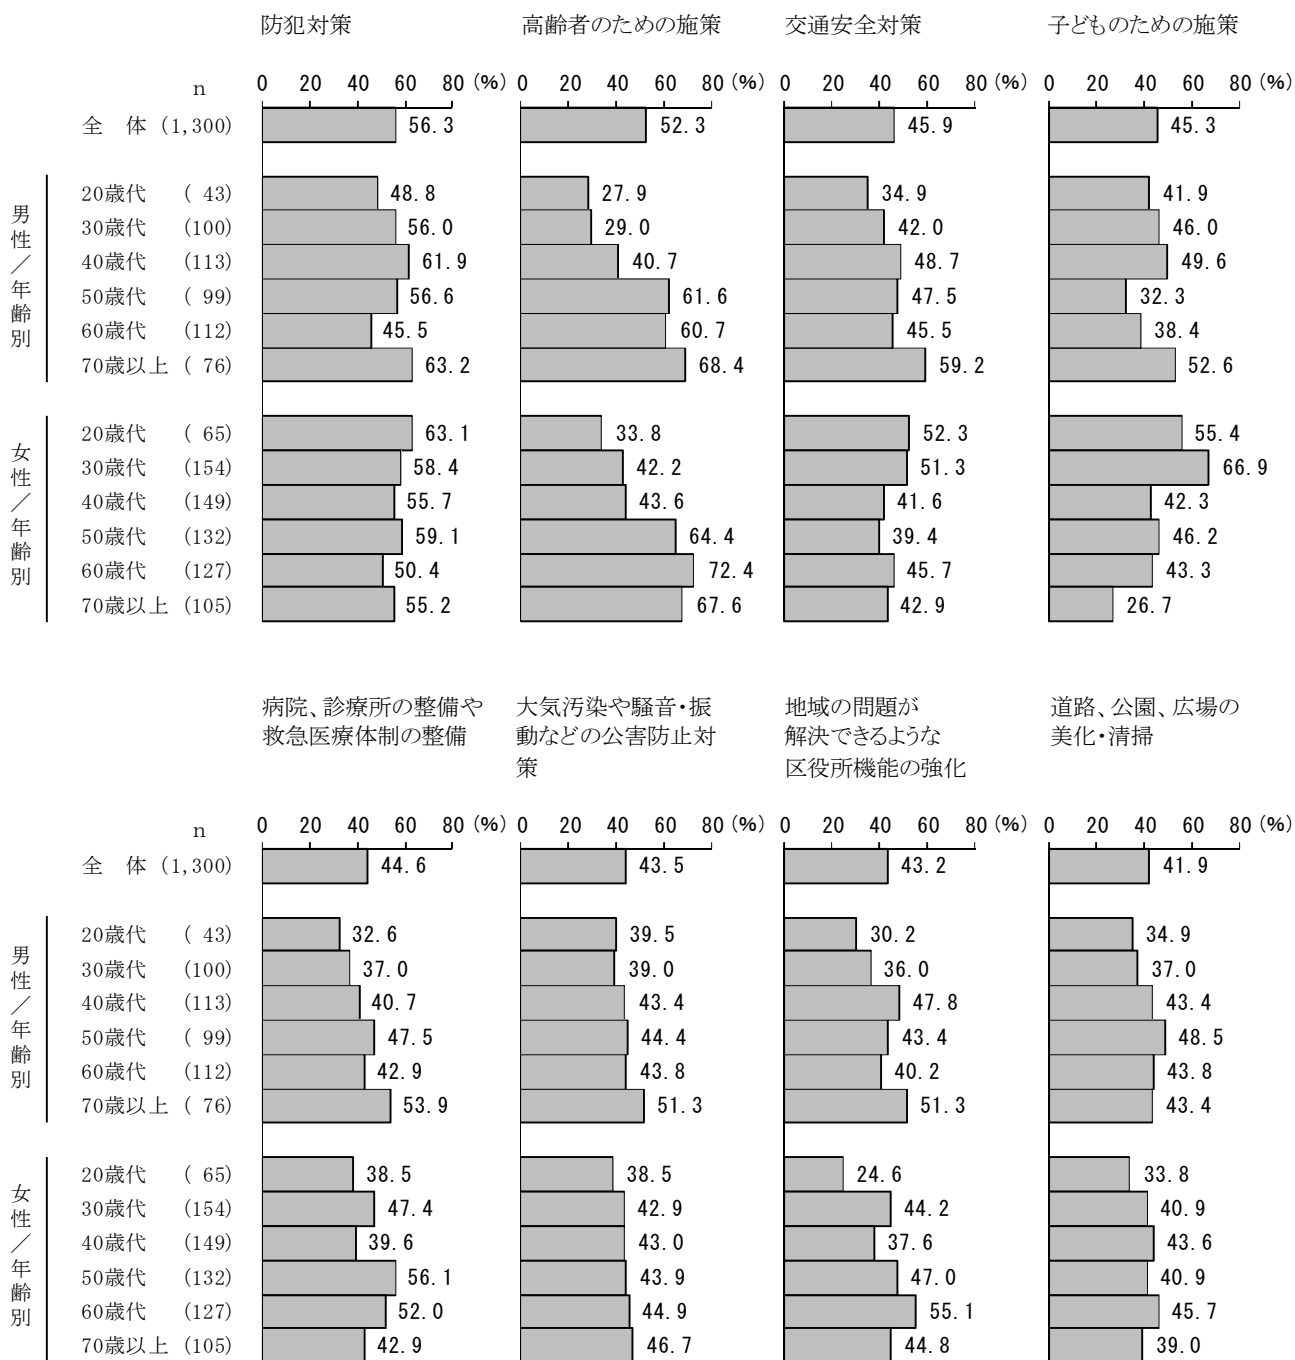 防犯対策 高齢者のための施策 交通安全対策 子どものための施策
n 0 20 40 60 80 (%) 0 20 40 60 80 (%) 0 20 40 60 80 (%) 0 20 40 60 80 (%)
全 体 (1,300) 56.3 52.3 45.9 45.3
男性/年齢別
20歳代 ( 43) 48.8 27.9 34.9 41.9
30歳代 (100) 56.0 29.0 42.0 46.0
40歳代 (113) 61.9 40.7 48.7 49.6
50歳代 ( 99) 56.6 61.6 47.5 32.3
60歳代 (112) 45.5 60.7 45.5 38.4
70歳以上 ( 76) 63.2 68.4 59.2 52.6
女性/年齢別
20歳代 ( 65) 63.1 33.8 52.3 55.4
30歳代 (154) 58.4 42.2 51.3 66.9
40歳代 (149) 55.7 43.6 41.6 42.3
50歳代 (132) 59.1 64.4 39.4 46.2
60歳代 (127) 50.4 72.4 45.7 43.3
70歳以上 (105) 55.2 67.6 42.9 26.7
病院、診療所の整備や 大気汚染や騒音・振 地域の問題が 道路、公園、広場の
救急医療体制の整備 動などの公害防止対 解決できるような 美化・清掃
策 区役所機能の強化
n 0 20 40 60 80 (%) 0 20 40 60 80 (%) 0 20 40 60 80 (%) 0 20 40 60 80 (%)
全 体 (1,300) 44.6 43.5 43.2 41.9
男性/年齢別
20歳代 ( 43) 32.6 39.5 30.2 34.9
30歳代 (100) 37.0 39.0 36.0 37.0
40歳代 (113) 40.7 43.4 47.8 43.4
50歳代 ( 99) 47.5 44.4 43.4 48.5
60歳代 (112) 42.9 43.8 40.2 43.8
70歳以上 ( 76) 53.9 51.3 51.3 43.4
女性/年齢別
20歳代 ( 65) 38.5 38.5 24.6 33.8
30歳代 (154) 47.4 42.9 44.2 40.9
40歳代 (149) 39.6 43.0 37.6 43.6
50歳代 (132) 56.1 43.9 47.0 40.9
60歳代 (127) 52.0 44.9 55.1 45.7
70歳以上 (105) 42.9 46.7 44.8 39.0